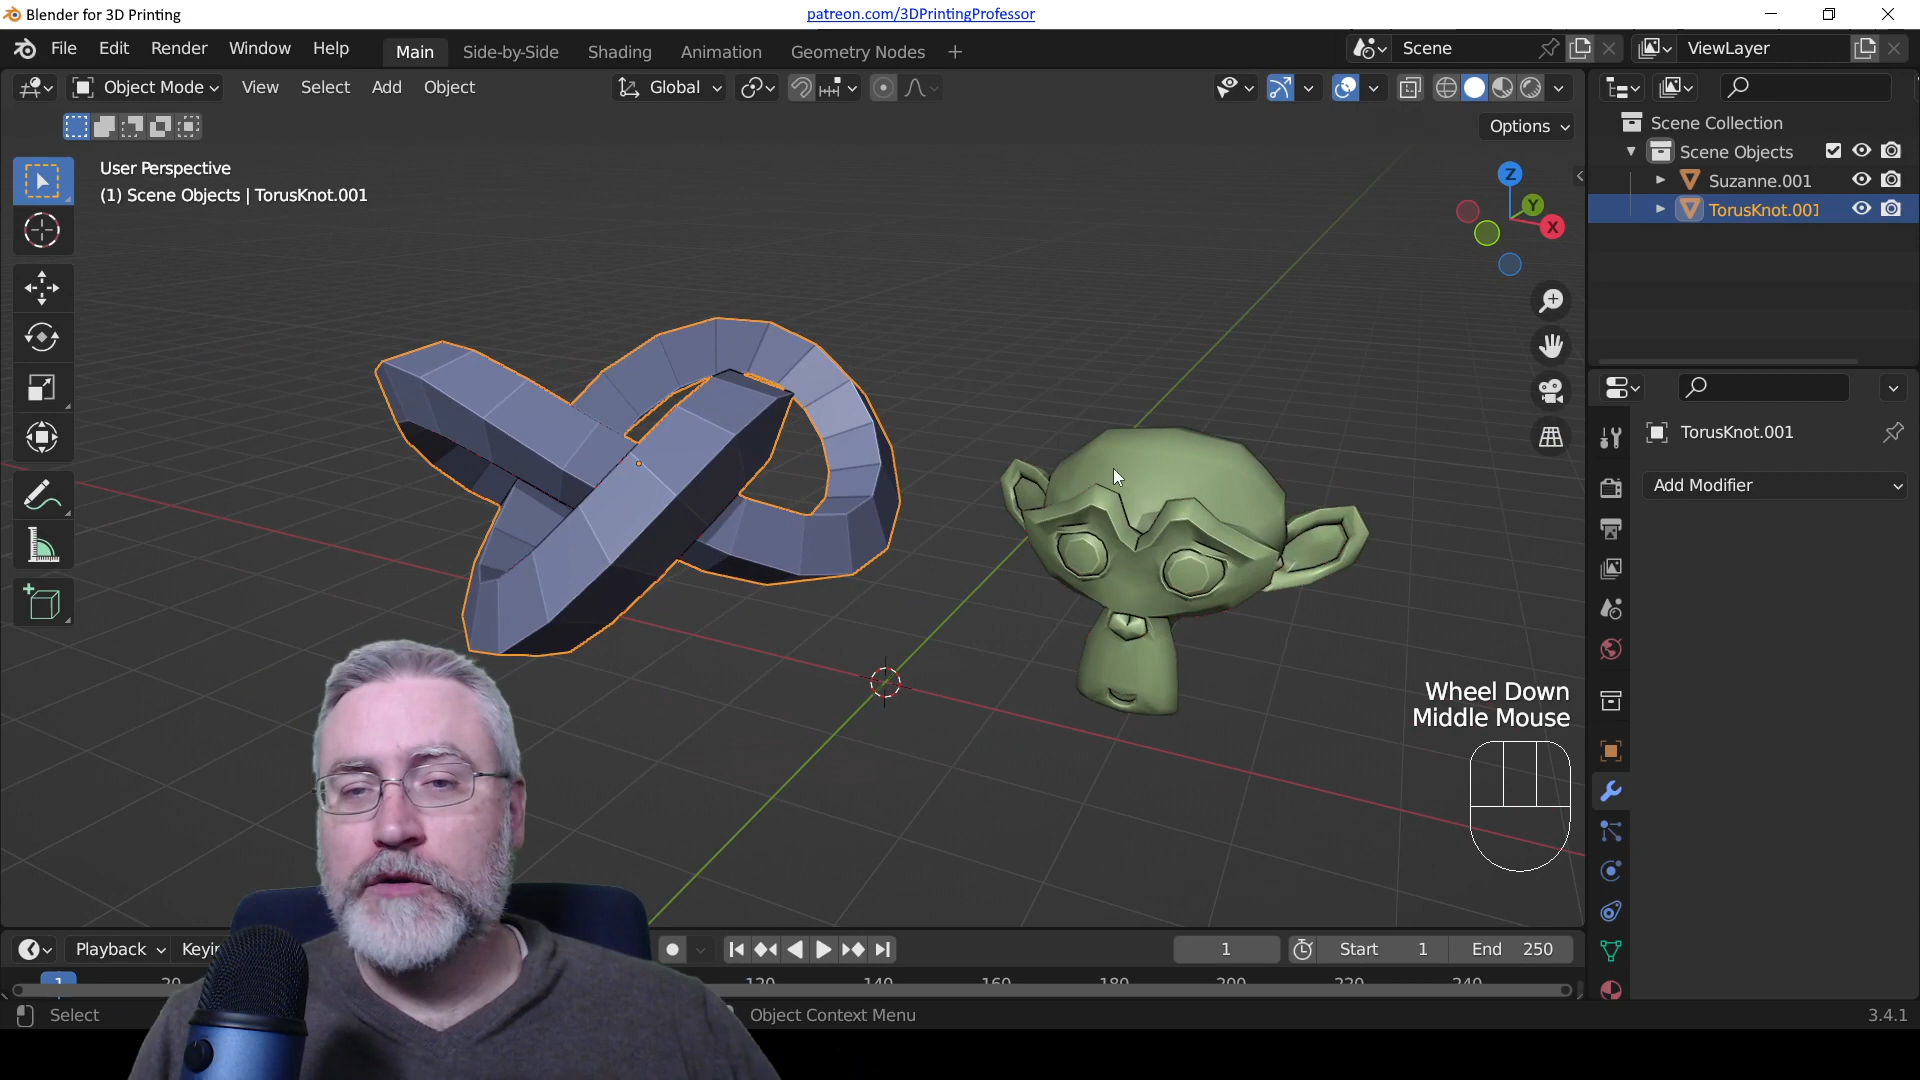 Blender for 3D Printing
patreon.com/3DPrintingProfessor
File Edit Render Window Help
Main Side-by-Side Shading Animation Geometry Nodes +
Scene
ViewLayer
Object Mode View Select Add Object
Global
Options
User Perspective
(1) Scene Objects | TorusKnot.001
Z
Y
X
Scene Collection
Scene Objects
Suzanne.001
TorusKnot.001
TorusKnot.001
Add Modifier
Wheel Down
Middle Mouse
Playback Keyin
1 Start 1 End 250
1 20 120 140 160 180 200 220 240
Select
Object Context Menu
3.4.1